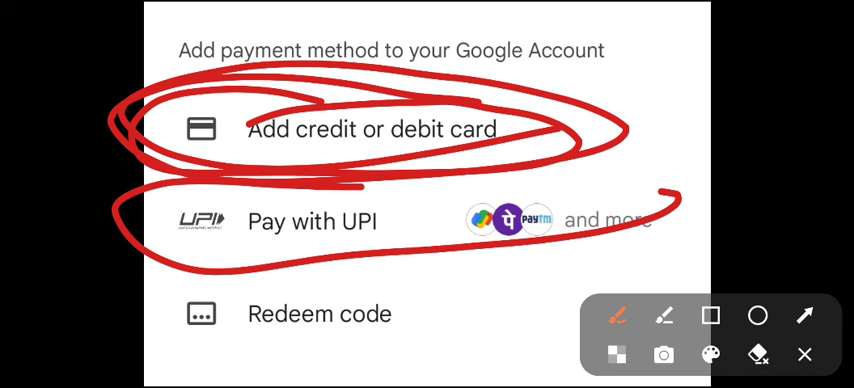 Add payment method to your Google Account
Add credit or debit card
UPI Pay with UPI पे paytm and more
Redeem code